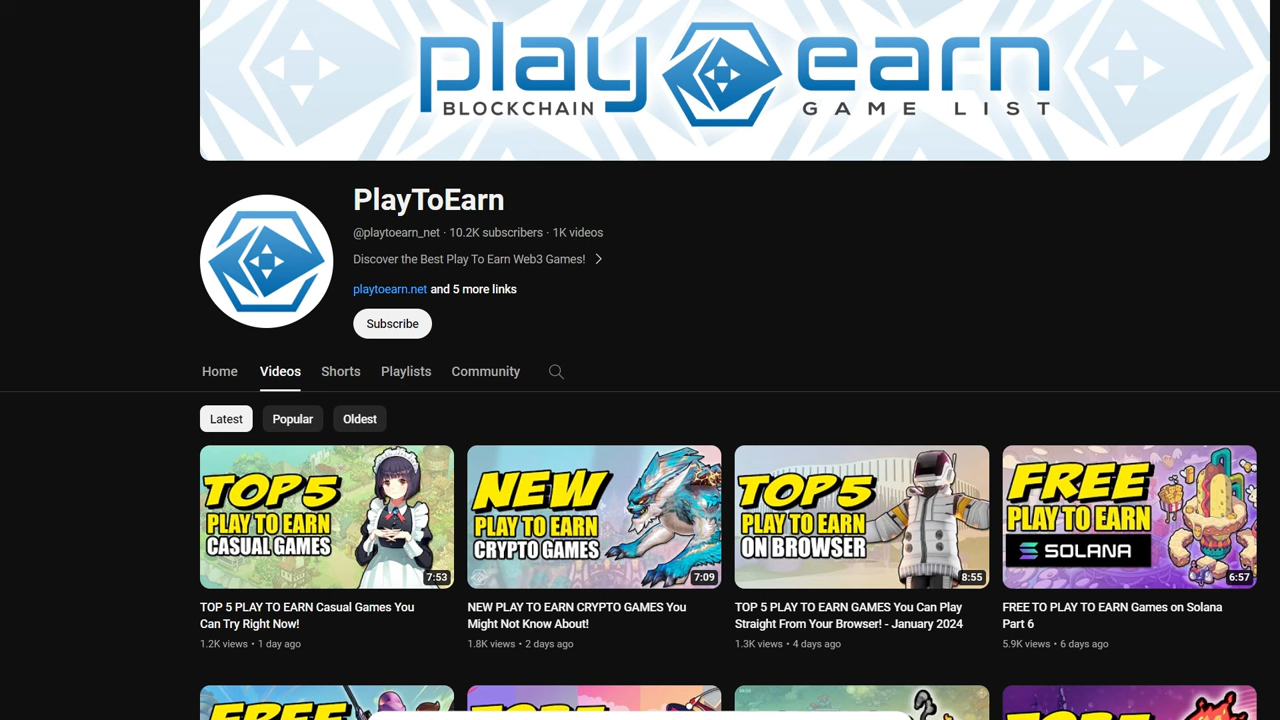 play earn
BLOCKCHAIN GAME LIST
PlayToEarn
@playtoearn_net · 10.2K subscribers · 1K videos
Discover the Best Play To Earn Web3 Games!
playtoearn.net and 5 more links
Subscribe
Home Videos Shorts Playlists Community
Latest Popular Oldest
TOP 5
PLAY TO EARN
CASUAL GAMES
7:53
NEW
PLAY TO EARN
CRYPTO GAMES
7:09
TOP 5
PLAY TO EARN
ON BROWSER
8:55
FREE
PLAY TO EARN
SOLANA
6:57
TOP 5 PLAY TO EARN Casual Games You
Can Try Right Now!
1.2K views • 1 day ago
NEW PLAY TO EARN CRYPTO GAMES You
Might Not Know About!
1.8K views • 2 days ago
TOP 5 PLAY TO EARN GAMES You Can Play
Straight From Your Browser! - January 2024
1.3K views • 4 days ago
FREE TO PLAY TO EARN Games on Solana
Part 6
5.9K views • 6 days ago
FREE